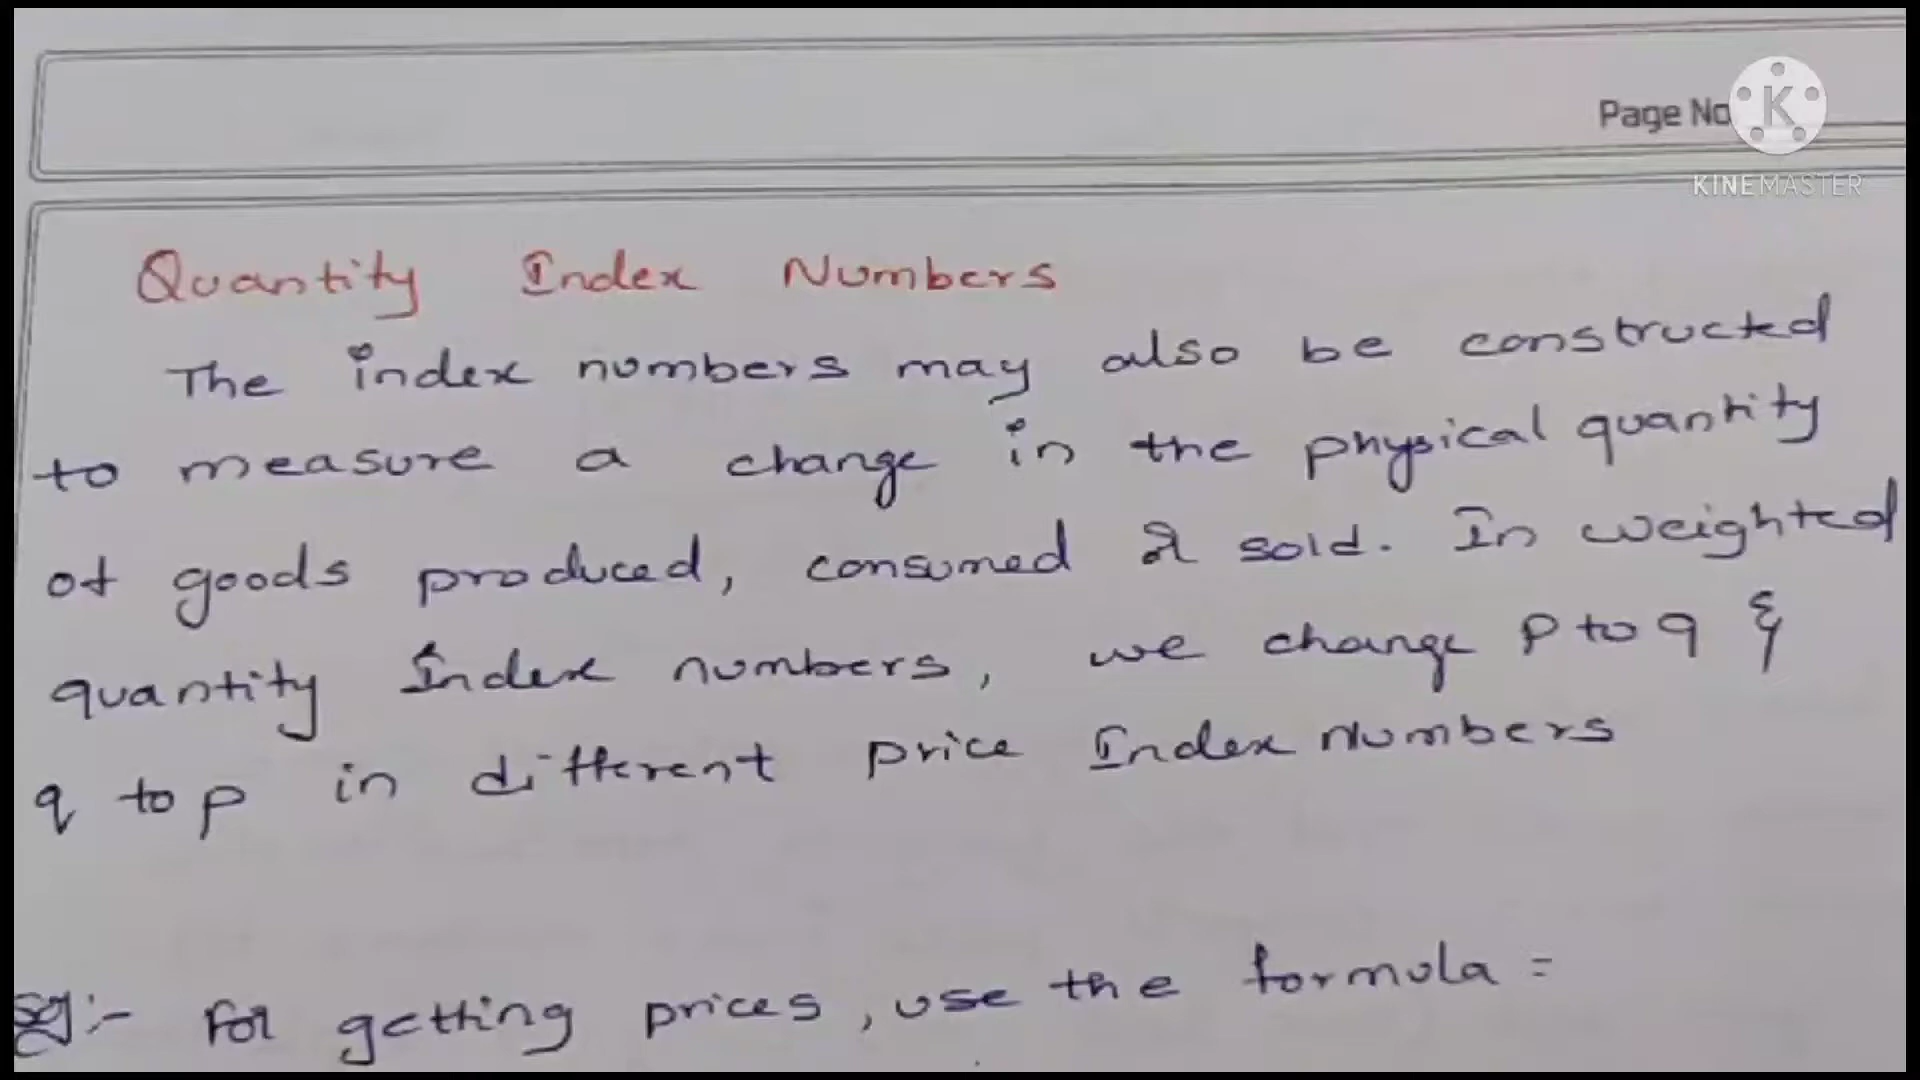 Page No
K
KINEMASTER
Quantity Index Numbers
The index numbers may also be constructed
to measure a change in the physical quantity
of goods produced, consumed or sold. In weighted
quantity Index numbers, we change P to q &
q to p in different price Index Numbers
Eg:- For getting prices, use the formula =